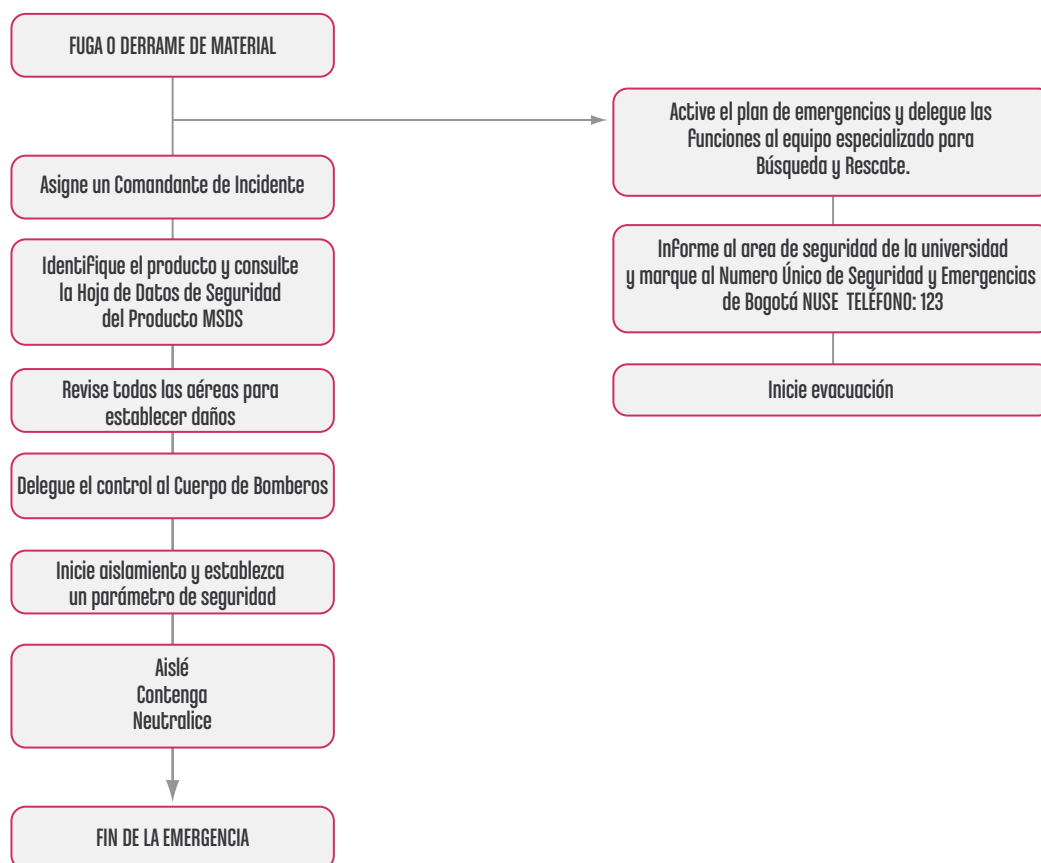 FUGA O DERRAME DE MATERIAL
Asigne un Comandante de Incidente
Identifique el producto y consulte
la Hoja de Datos de Seguridad
del Producto MSDS
Revise todas las aéreas para
establecer daños
Delegue el control al Cuerpo de Bomberos
Inicie aislamiento y establezca
un parámetro de seguridad
Aislé
Contenga
Neutralice
FIN DE LA EMERGENCIA
Active el plan de emergencias y delegue las
funciones al equipo especializado para
Búsqueda y Rescate.
Informe al area de seguridad de la universidad
y marque al Numero Único de Seguridad y Emergencias
de Bogotá NUSE TELÉFONO: 123
Inicie evacuación